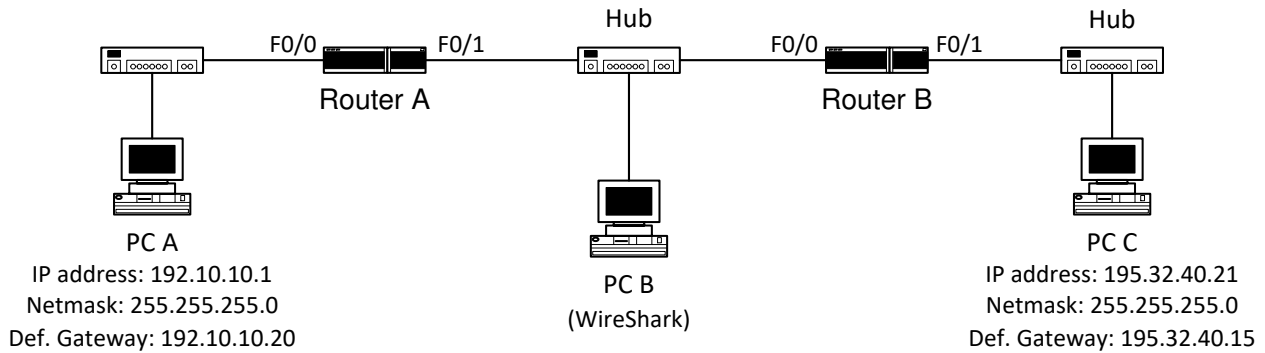 Hub
Hub
F0/0
F0/1
F0/0
F0/1
Router A
Router B
PC A
IP address: 192.10.10.1
Netmask: 255.255.255.0
Def. Gateway: 192.10.10.20
PC B
(WireShark)
PC C
IP address: 195.32.40.21
Netmask: 255.255.255.0
Def. Gateway: 195.32.40.15